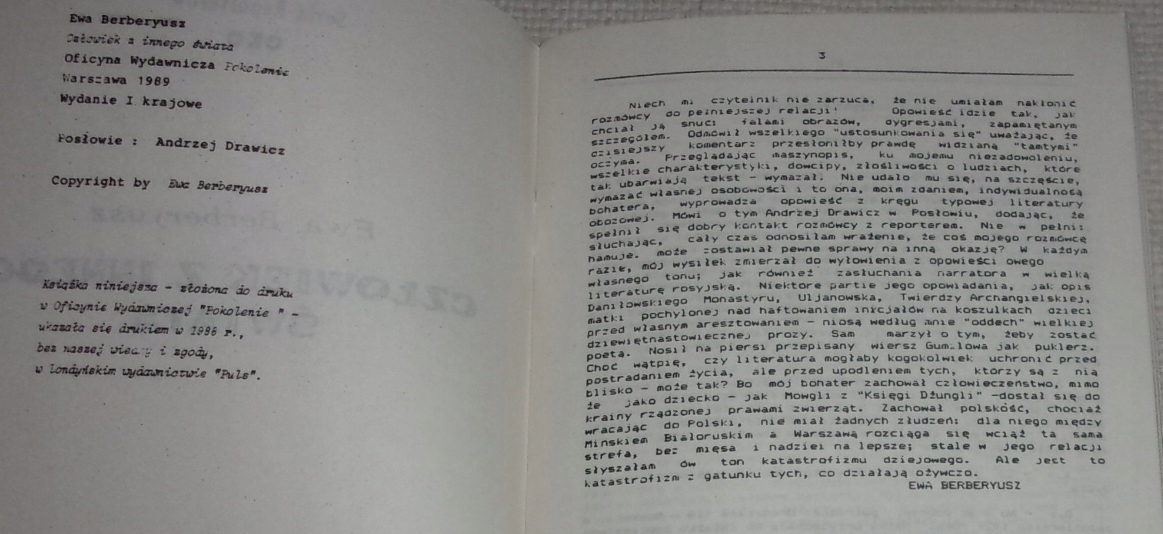 Ewa Berberyusz
Człowiek z innego świata
Oficyna Wydawnicza Pokolenie
Warszawa 1989
Wydanie I krajowe
Posłowie : Andrzej Drawicz
Copyright by Ewa Berberyusz
Książka niniejsza - złożona do druku
w Oficynie Wydawniczej "Pokolenie " -
ukazała się drukiem w 1986 r.,
bez naszej wiedzy i zgody,
w londyńskim wydawnictwie "Puls".
3
Niech mi czytelnik nie zarzuca, że nie umiałam nakłonić
rozmówcy do pełniejszej relacji! Opowieść idzie tak, jak
chciał ją snuć: falami obrazów, dygresjami, zapamiętanym
szczegółem. Odmówił wszelkiego "ustosunkowania się" uważając, że
dzisiejszy komentarz przesłoniłby prawdę widzianą "tamtymi"
oczyma. Przeglądając maszynopis, ku mojemu niezadowoleniu,
wszelkie charakterystyki, dowcipy, złośliwości o ludziach, które
tak ubarwiają tekst - wymazał. Nie udało mu się, na szczęście,
wymazać własnej osobowości i to ona, moim zdaniem, indywidualność
bohatera, wyprowadza opowieść z kręgu typowej literatury
obozowej. Mówi o tym Andrzej Drawicz w Posłowiu, dodając, że
spełnił się dobry kontakt rozmówcy z reporterem. Nie w pełni:
słuchając, cały czas odnosiłam wrażenie, że coś mojego rozmówcę
hamuje. może zostawiał pewne sprawy na inną okazję? W każdym
razie, mój wysiłek zmierzał do wyłowienia z opowieści owego
własnego tonu; jak również zasłuchania narratora w wielką
literaturę rosyjską. Niektóre partie jego opowiadania, jak opis
Daniłowskiego Monastyru, Uljanowska, Twierdzy Archangielskiej,
matki pochylonej nad haftowaniem inicjałów na koszulkach dzieci
przed własnym aresztowaniem - niosą według mnie "oddech" wielkiej
dziewiętnastowiecznej prozy. Sam marzył o tym, żeby zostać
poetą. Nosił na piersi przepisany wiersz Gumilowa jak puklerz.
Choć wątpię, czy literatura mogłaby kogokolwiek uchronić przed
postradaniem życia, ale przed upodleniem tych, którzy są z nią
blisko - może tak? Bo mój bohater zachował człowieczeństwo, mimo
że jako dziecko - jak Mowgli z "Księgi Dżungli" -dostał się do
krainy rządzonej prawami zwierząt. Zachował polskość, chociaż
wracając do Polski, nie miał żadnych złudzeń: dla niego między
Mińskiem Białoruskim a Warszawą rozciąga się wciąż ta sama
strefa, bez mięsa i nadziei na lepsze; stale w jego relacji
słyszałam ów ton katastrofizmu dziejowego. Ale jest to
katastrofizm z gatunku tych, co działają ożywczo.
EWA BERBERYUSZ